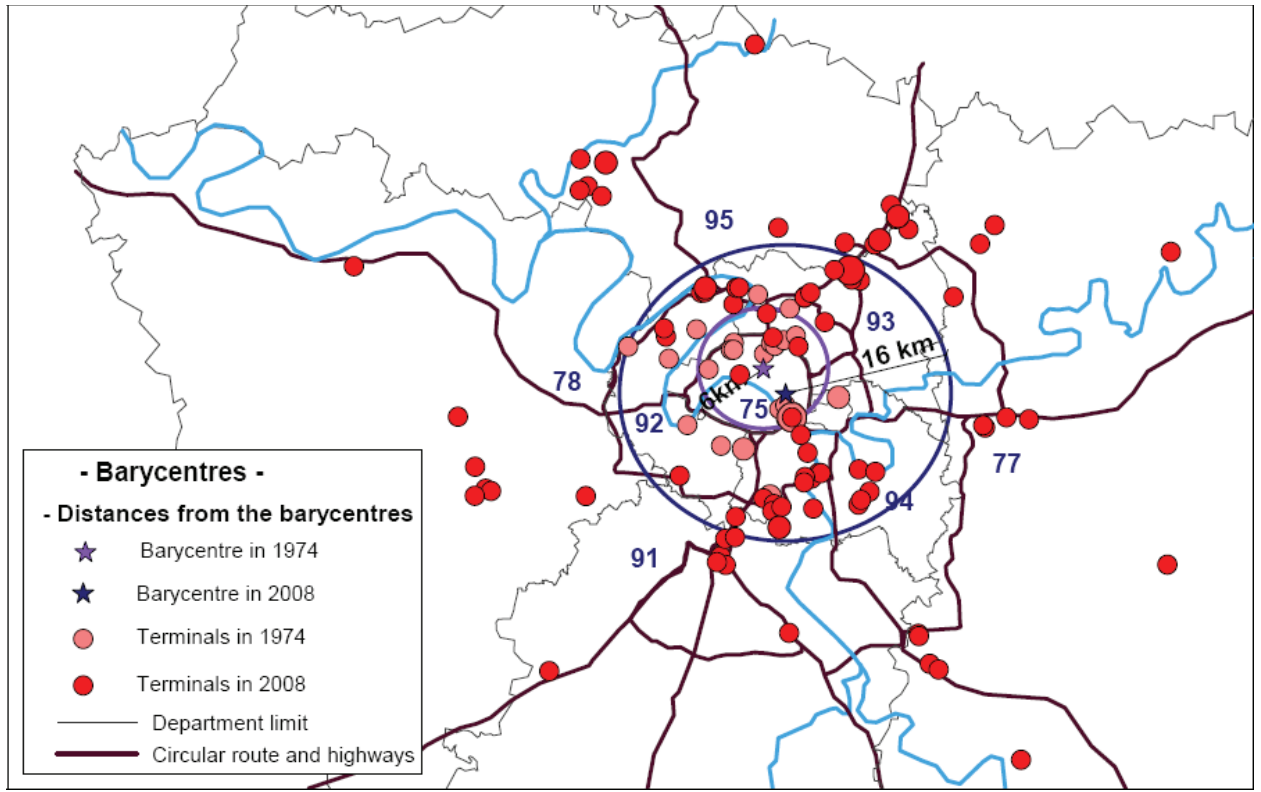 95
93
16 km
78
6km
75
92
77
94
91
- Barycentres -
- Distances from the barycentres
Barycentre in 1974
Barycentre in 2008
Terminals in 1974
Terminals in 2008
Department limit
Circular route and highways